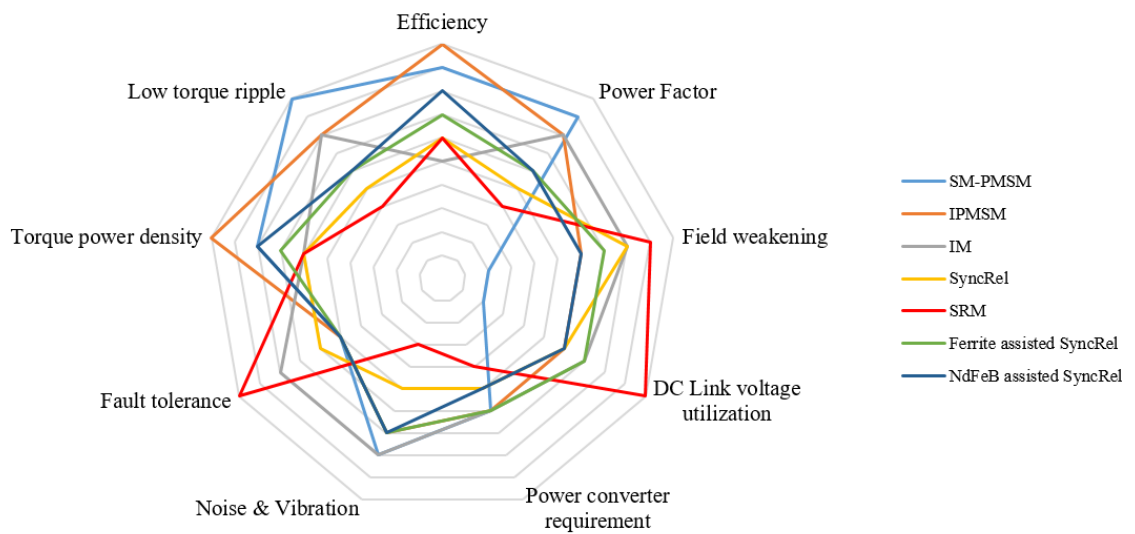 Efficiency
Low torque ripple
Power Factor
Torque power density
Field weakening
Fault tolerance
DC Link voltage
utilization
Noise & Vibration
Power converter
requirement
SM-PMSM
IPMSM
IM
SyncRel
SRM
Ferrite assisted SyncRel
NdFeB assisted SyncRel